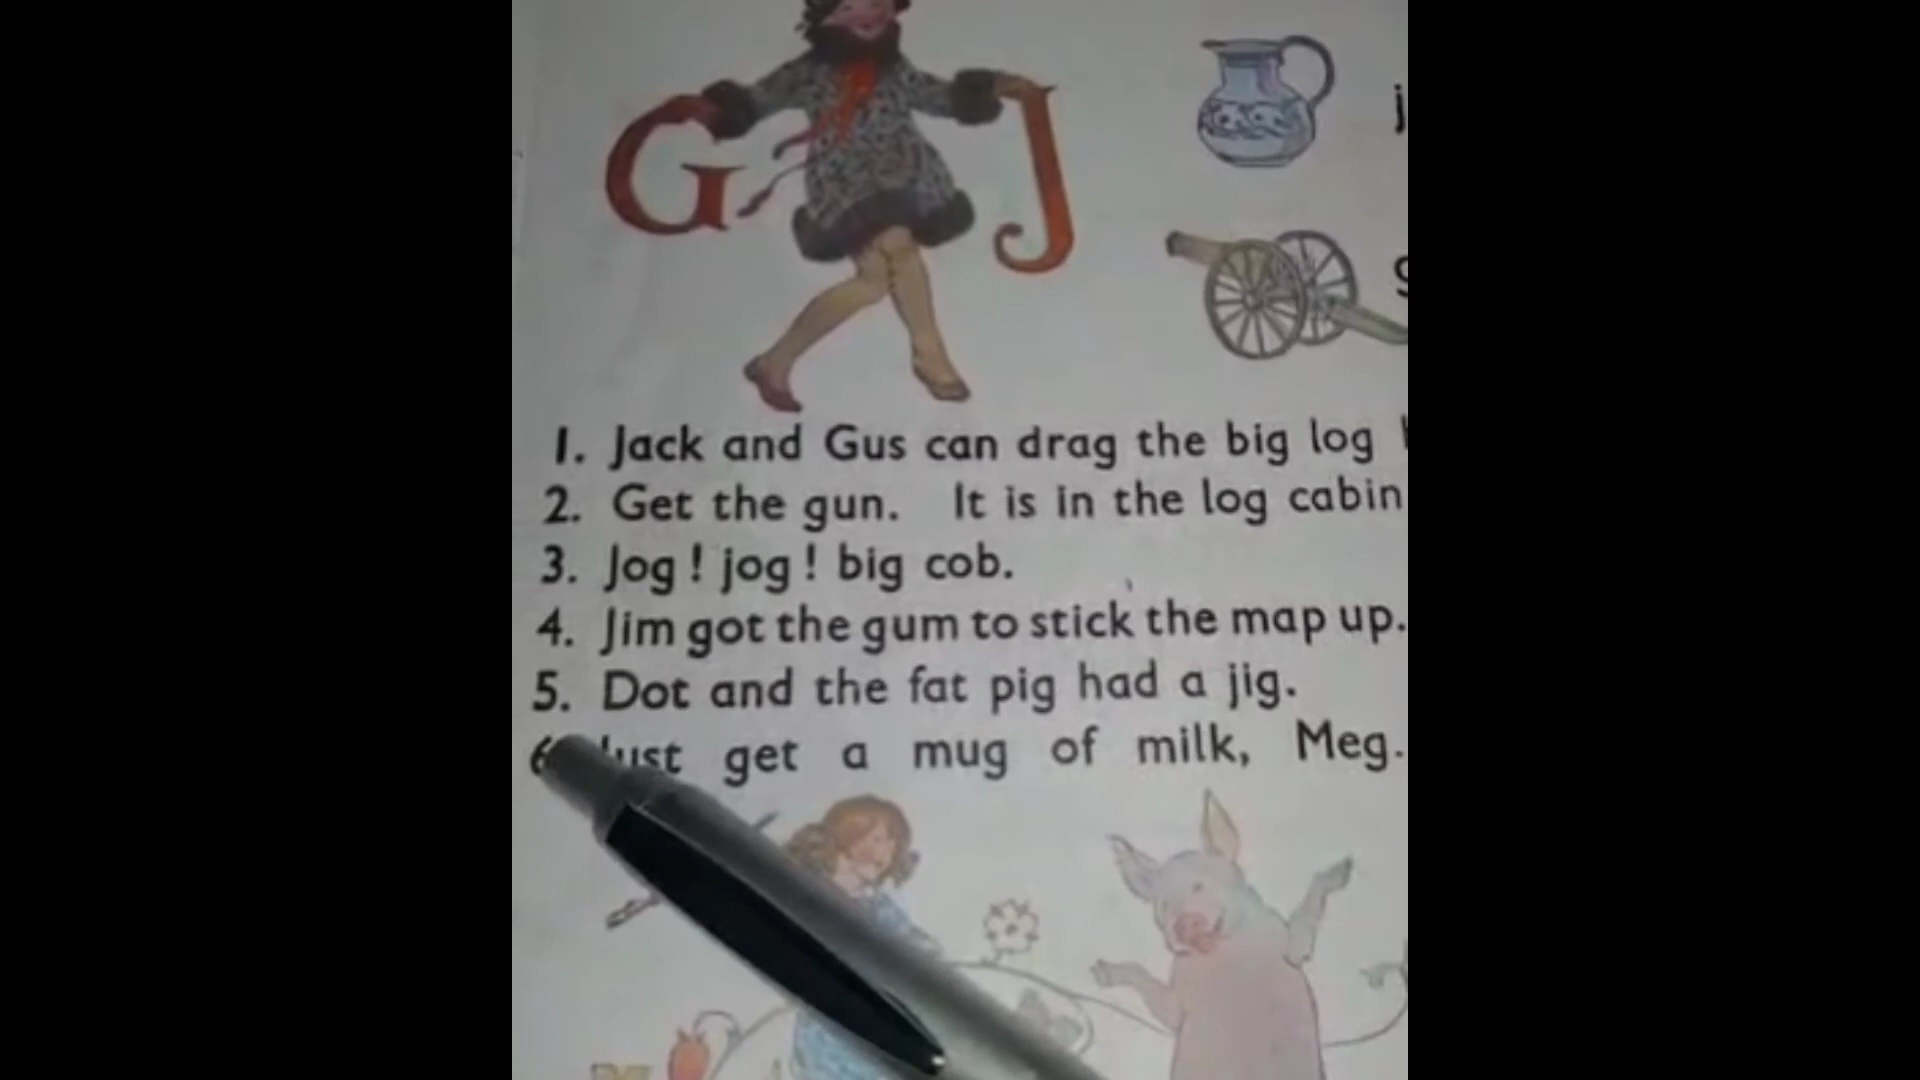 G J
j
g
1. Jack and Gus can drag the big log
2. Get the gun. It is in the log cabin
3. Jog! jog! big cob.
4. Jim got the gum to stick the map up.
5. Dot and the fat pig had a jig.
6. Just get a mug of milk, Meg.